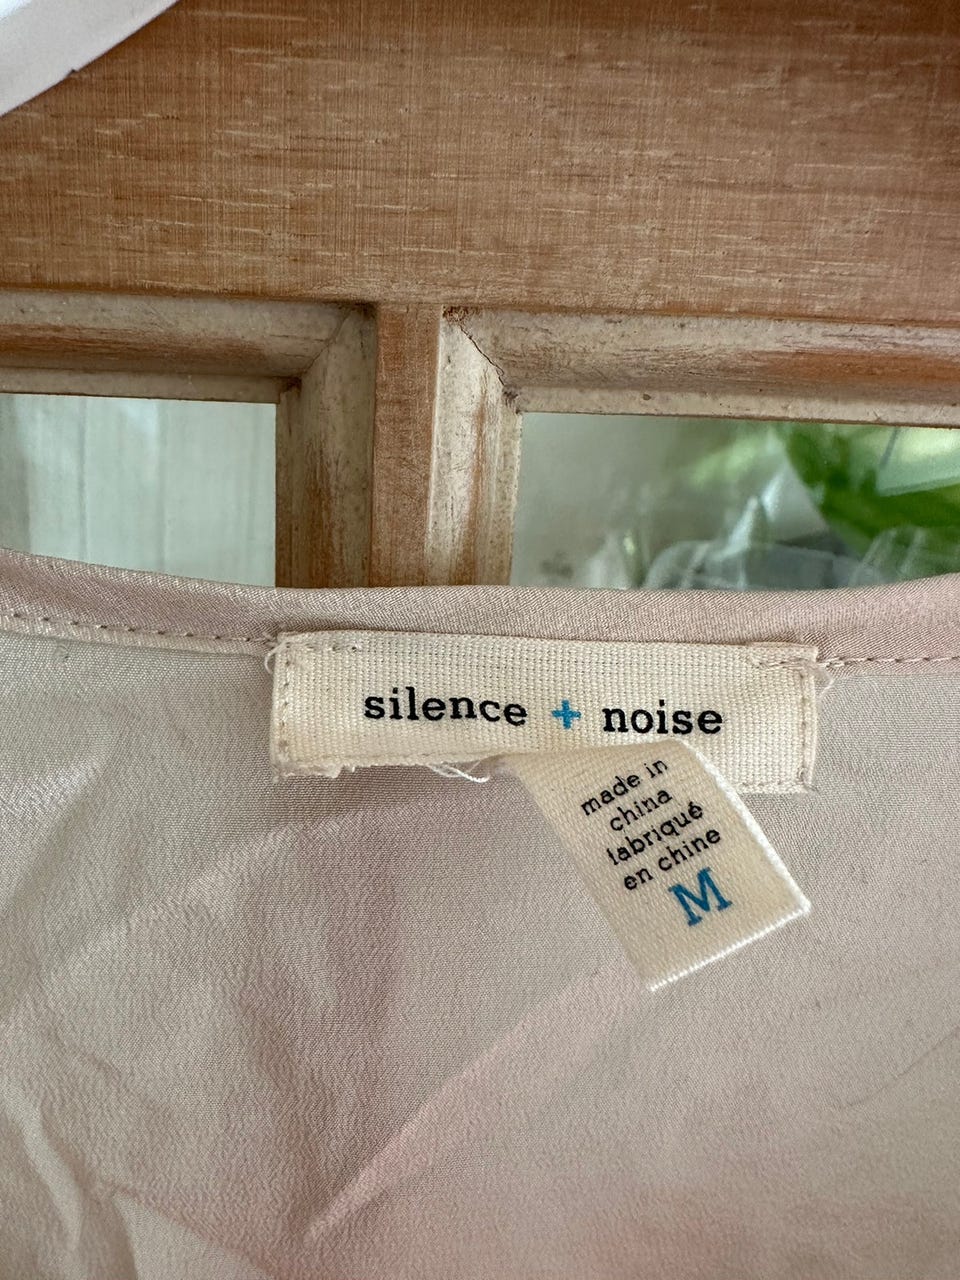 silence + noise
made in
china
fabriqué
en chine
M